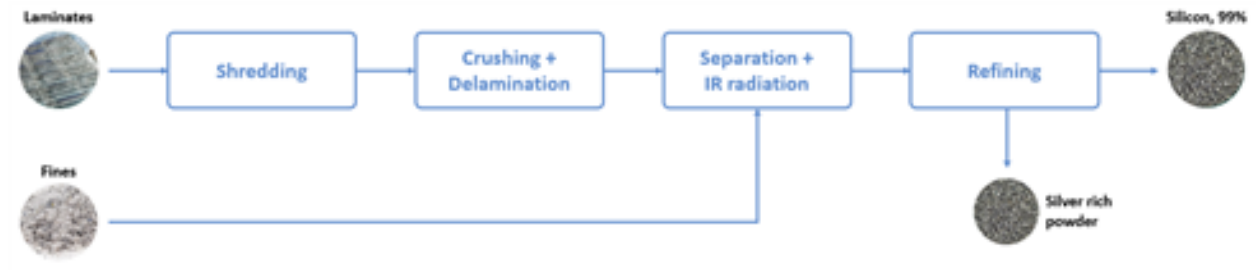 Laminates
Shredding
Crushing +
Delamination
Separation +
IR radiation
Refining
Silicon, 99%
Fines
Silver rich
powder